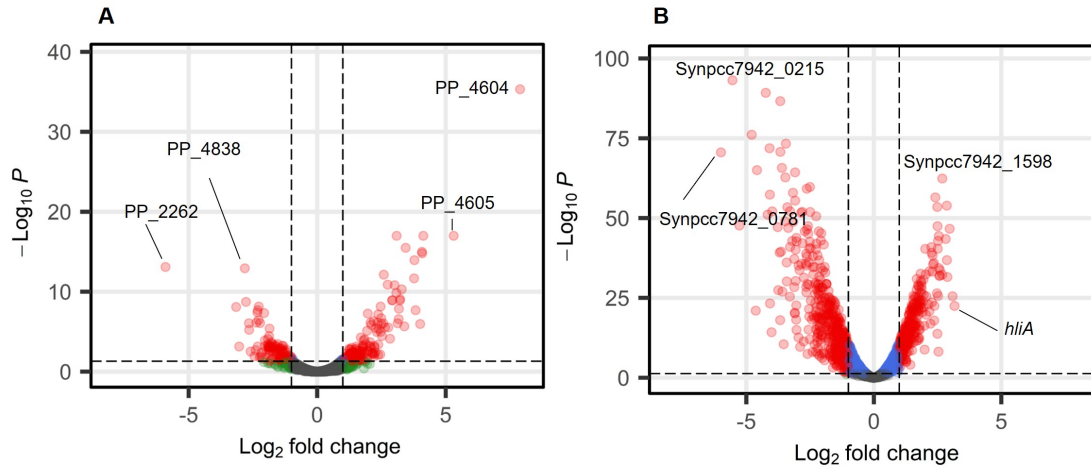 A
40
30
20
10
0
−Log10 P
PP_4604
PP_4838
PP_2262
PP_4605
-5
0
5
Log2 fold change
B
100
75
50
25
0
−Log10 P
Synpcc7942_0215
Synpcc7942_1598
Synpcc7942_0781
hliA
-5
0
5
Log2 fold change